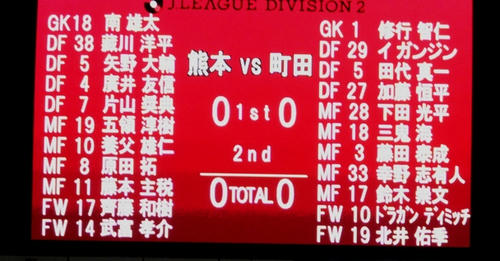 J.LEAGUE DIVISION 2
GK18 南 雄太
DF 38 藏川 洋平
DF 5 矢野 大輔
DF 4 廣井 友信
DF 7 片山 奨典
MF 19 五領 淳樹
MF 10 養父 雄仁
MF 8 原田 拓
MF 11 藤本 主税
FW 17 齊藤 和樹
FW 14 武富 孝介
熊本 vs 町田
0 1st 0
2nd
0 TOTAL 0
GK 1 修行 智仁
DF 29 イ ガンジン
DF 5 田代 真一
DF 27 加藤 恒平
MF 28 下田 光平
MF 18 三鬼 海
MF 3 藤田 泰成
MF 33 幸野 志有人
MF 17 鈴木 崇文
FW 10 ドラガン ディミッチ
FW 19 北井 佑季